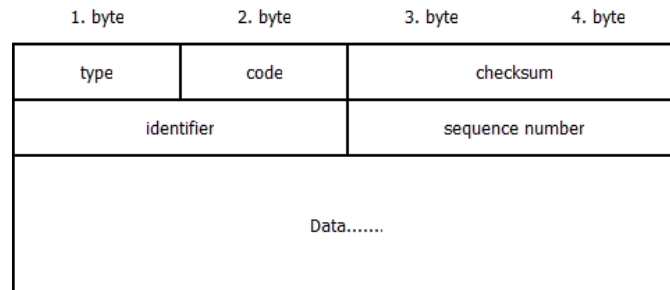 1. byte 2. byte 3. byte 4. byte
type code checksum
identifier sequence number
Data.......